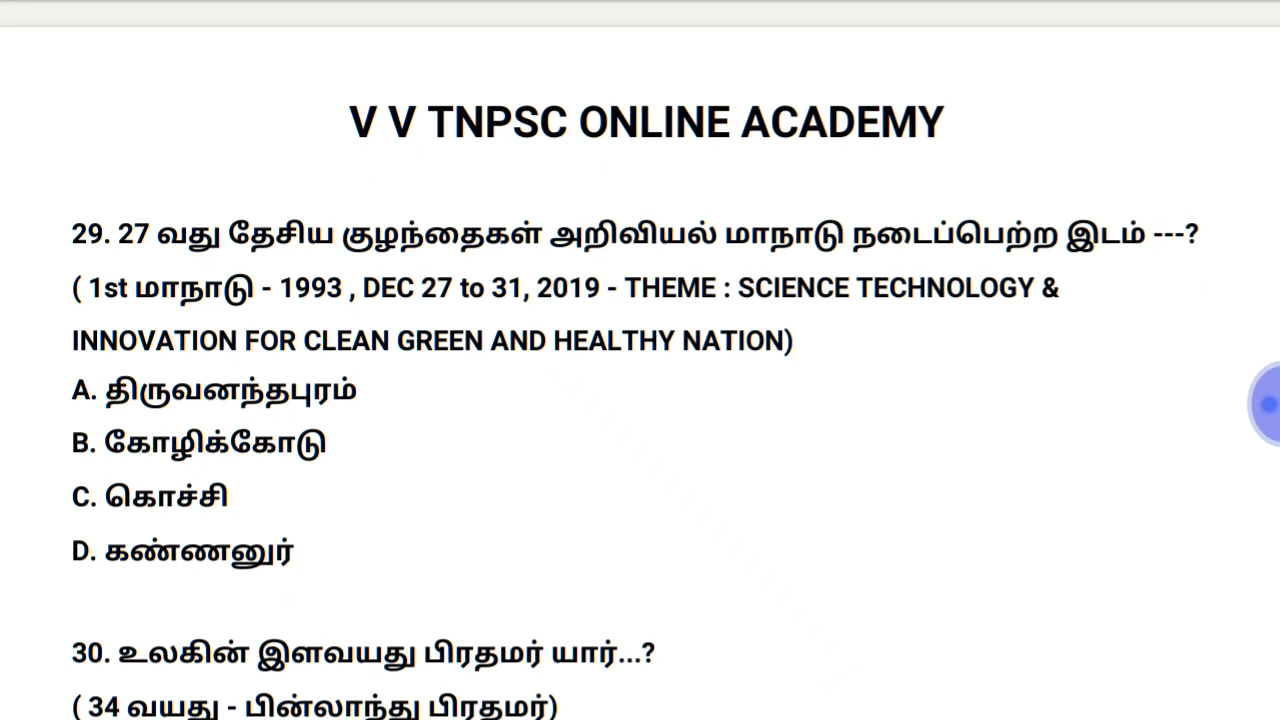 V V TNPSC ONLINE ACADEMY
29. 27 வது தேசிய குழந்தைகள் அறிவியல் மாநாடு நடைப்பெற்ற இடம் ---?
( 1st மாநாடு - 1993 , DEC 27 to 31, 2019 - THEME : SCIENCE TECHNOLOGY &
INNOVATION FOR CLEAN GREEN AND HEALTHY NATION)
A. திருவனந்தபுரம்
B. கோழிக்கோடு
C. கொச்சி
D. கண்ணனுர்
30. உலகின் இளவயது பிரதமர் யார்...?
( 34 வயது - பின்லாந்து பிரதமர்)